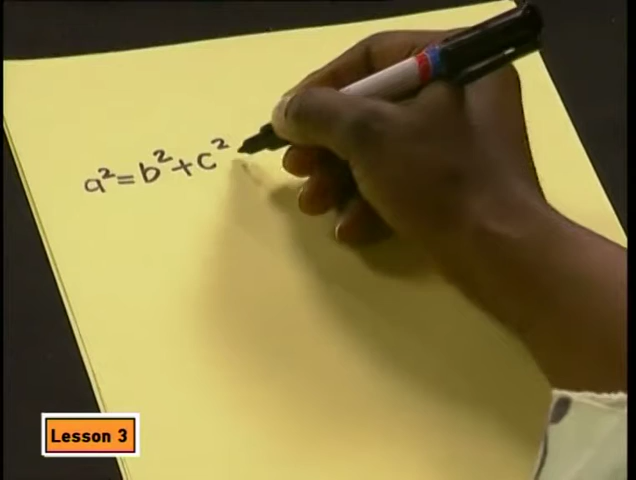 a² = b² + c²
Lesson 3